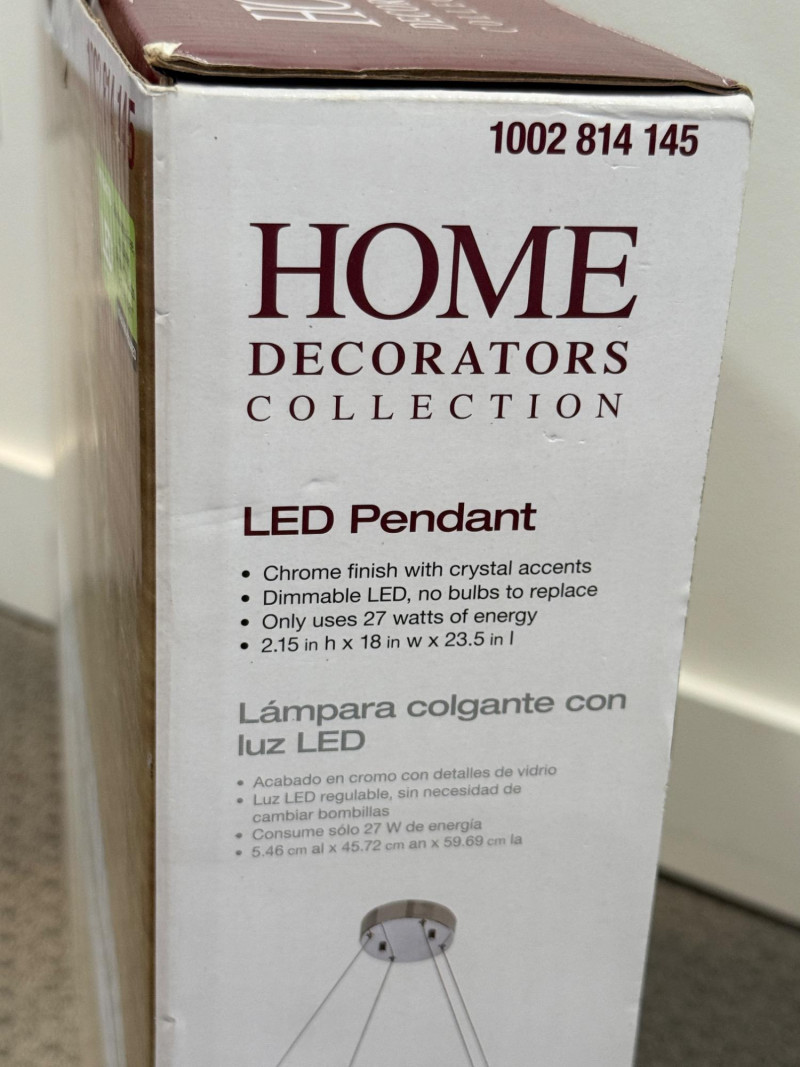 1002 814 145
HOME
DECORATORS
COLLECTION
LED Pendant
• Chrome finish with crystal accents
• Dimmable LED, no bulbs to replace
• Only uses 27 watts of energy
• 2.15 in h x 18 in w x 23.5 in l
Lámpara colgante con
luz LED
• Acabado en cromo con detalles de vidrio
• Luz LED regulable, sin necesidad de
cambiar bombillas
• Consume sólo 27 W de energía
• 5.46 cm al x 45.72 cm an x 59.69 cm la